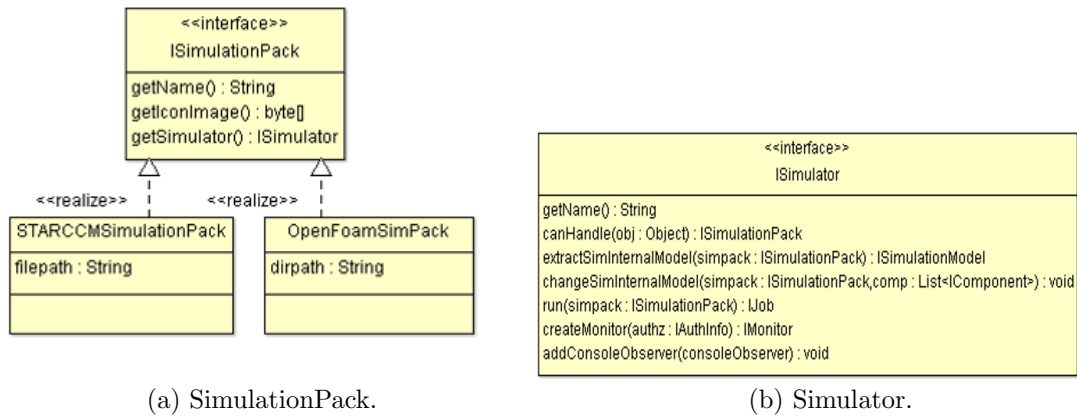 <<interface>>
ISimulationPack
getName() : String
getIconImage() : byte[]
getSimulator() : ISimulator
<<realize>> <<realize>>
STARCCMSimulationPack
filepath : String
OpenFoamSimPack
dirpath : String
(a) SimulationPack.
<<interface>>
ISimulator
getName() : String
canHandle(obj : Object) : ISimulationPack
extractSimInternalModel(simpack : ISimulationPack) : ISimulationModel
changeSimInternalModel(simpack : ISimulationPack,comp : List<IComponent>) : void
run(simpack : ISimulationPack) : IJob
createMonitor(authz : IAuthInfo) : IMonitor
addConsoleObserver(consoleObserver) : void
(b) Simulator.